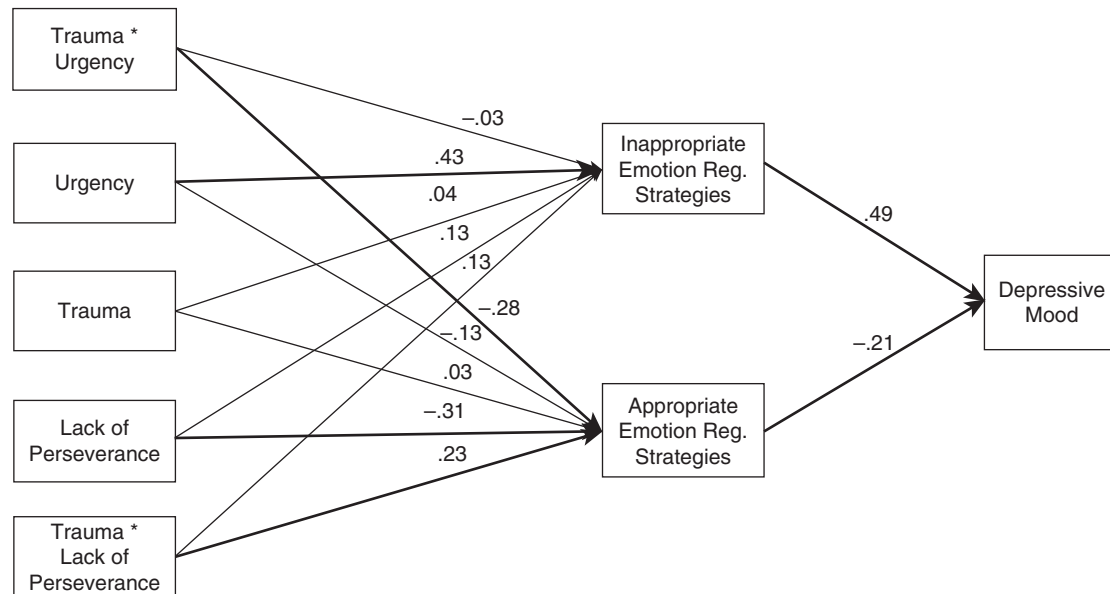 Trauma *
Urgency
Urgency
Trauma
Lack of
Perseverance
Trauma *
Lack of
Perseverance
–.03
.43
.04
.13
.13
–.28
–.13
.03
–.31
.23
Inappropriate
Emotion Reg.
Strategies
Appropriate
Emotion Reg.
Strategies
.49
–.21
Depressive
Mood